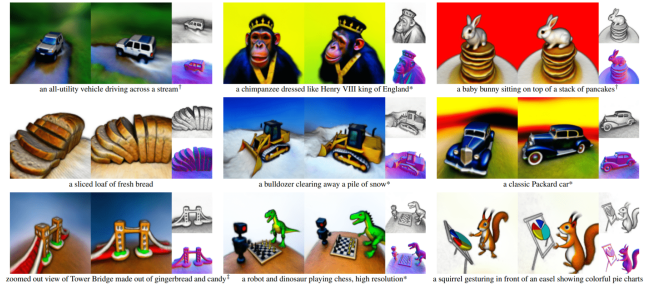 an all-utility vehicle driving across a stream†
a chimpanzee dressed like Henry VIII king of England*
a baby bunny sitting on top of a stack of pancakes†
a sliced loaf of fresh bread
a bulldozer clearing away a pile of snow*
a classic Packard car*
zoomed out view of Tower Bridge made out of gingerbread and candy‡
a robot and dinosaur playing chess, high resolution*
a squirrel gesturing in front of an easel showing colorful pie charts